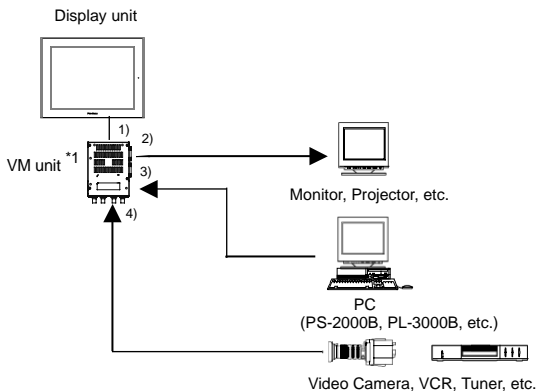 Display unit
1)
2)
VM unit *1
3)
4)
Monitor, Projector, etc.
PC
(PS-2000B, PL-3000B, etc.)
Video Camera, VCR, Tuner, etc.